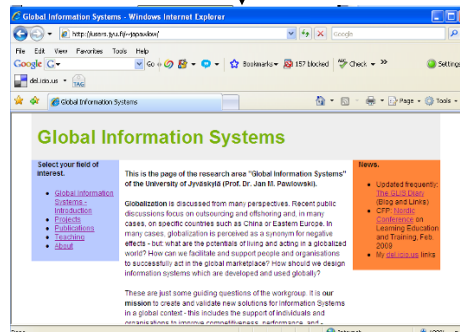 Global Information Systems - Windows Internet Explorer
http://users.jyu.fi/~japawlow/
Google
File Edit View Favorites Tools Help
Google G Go Bookmarks 157 blocked Check Settings
del.icio.us TAG
Global Information Systems Page Tools
Global Information Systems
Select your field of
interest.
Global Information
Systems -
Introduction
Projects
Publications
Teaching
About
This is the page of the research area "Global Information Systems"
of the University of Jyväskylä (Prof. Dr. Jan M. Pawlowski).
Globalization is discussed from many perspectives. Recent public
discussions focus on outsourcing and offshoring and, in many
cases, on specific countries such as China or Eastern Europe. In
many cases, globalization is perceived as a synonym for negative
effects - but what are the potentials of living and acting in a globalized
world? How can we facilitate and support people and organisations
to successfully act in the global marketplace? How should we design
information systems which are developed and used globally?
These are just some guiding questions of the workgroup. It is our
mission to create and validate new solutions for Information Systems
in a global context - this includes the support of individuals and
organisations to improve competitiveness, performance, and -
News.
Updated frequently:
The GLIS Diary
(Blog and Links)
CFP: Nordic
Conference on
Learning Education
and Training, Feb.
2009
My del.icio.us links